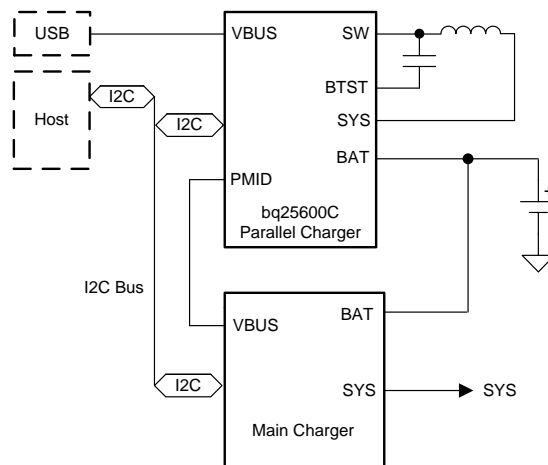 USB
VBUS
SW
I2C
Host
I2C
BTST
SYS
BAT
PMID
bq25600C
Parallel Charger
+
I2C Bus
VBUS
BAT
I2C
SYS
SYS
Main Charger